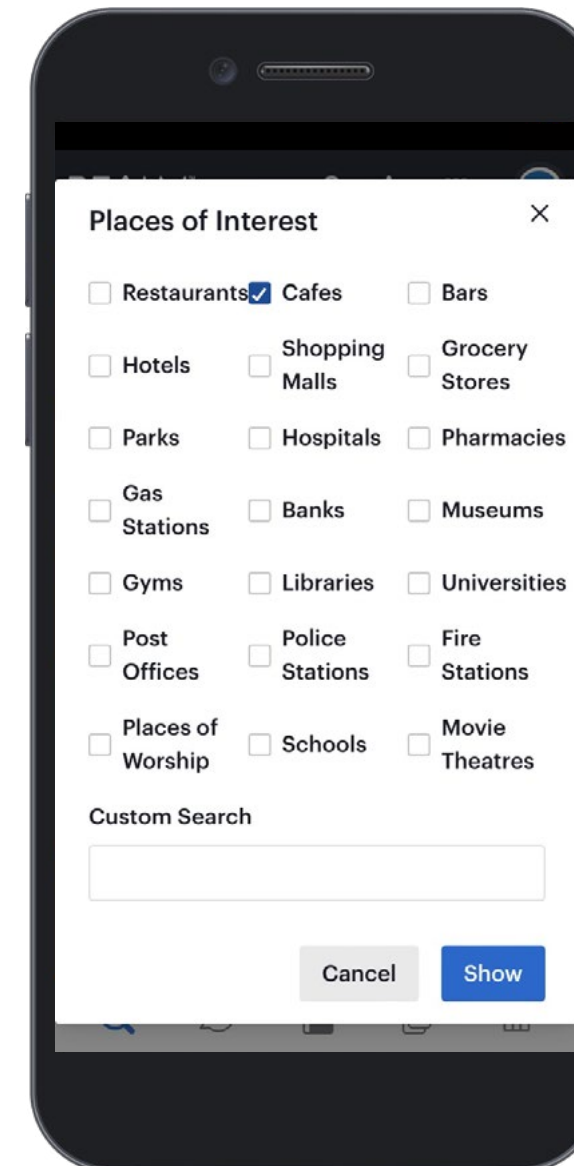 Places of Interest
Restaurants Cafes Bars
Hotels Shopping Malls Grocery Stores
Parks Hospitals Pharmacies
Gas Stations Banks Museums
Gyms Libraries Universities
Post Offices Police Stations Fire Stations
Places of Worship Schools Movie Theatres
Custom Search
Cancel Show